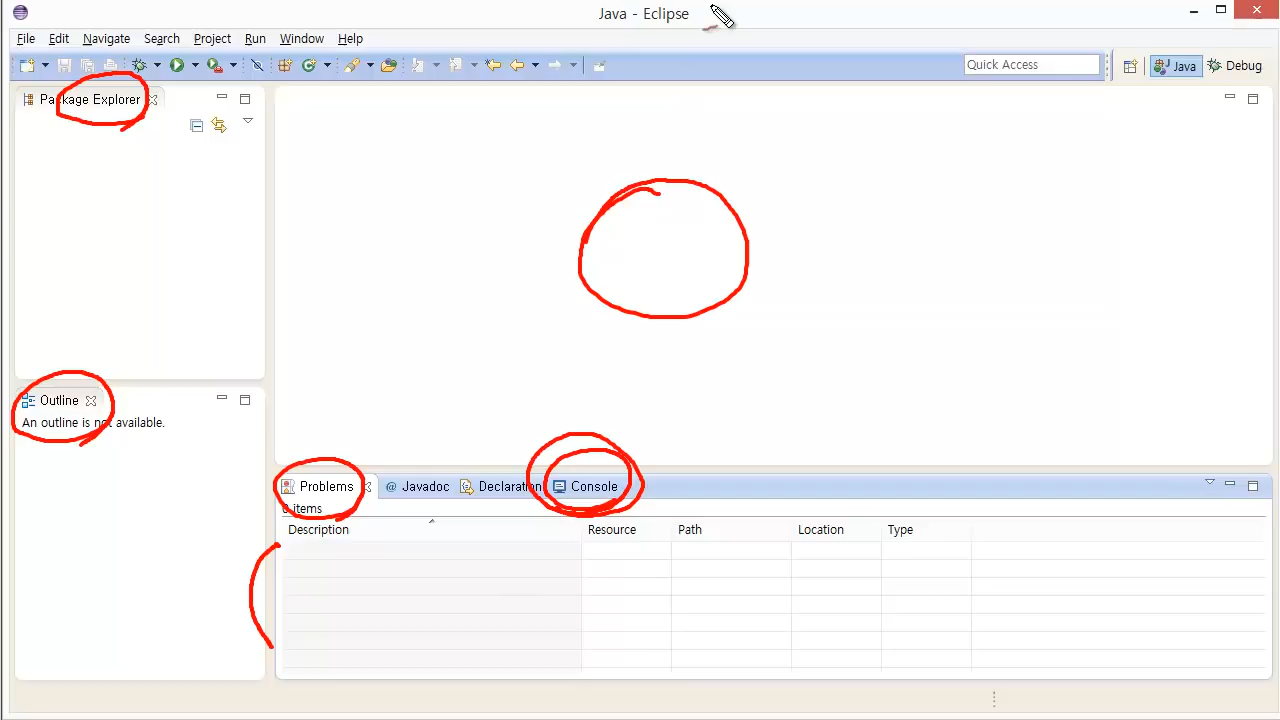 Java - Eclipse
File Edit Navigate Search Project Run Window Help
Quick Access
Java
Debug
Package Explorer
Outline
An outline is not available.
Problems
Javadoc
Declaration
Console
0 items
Description Resource Path Location Type